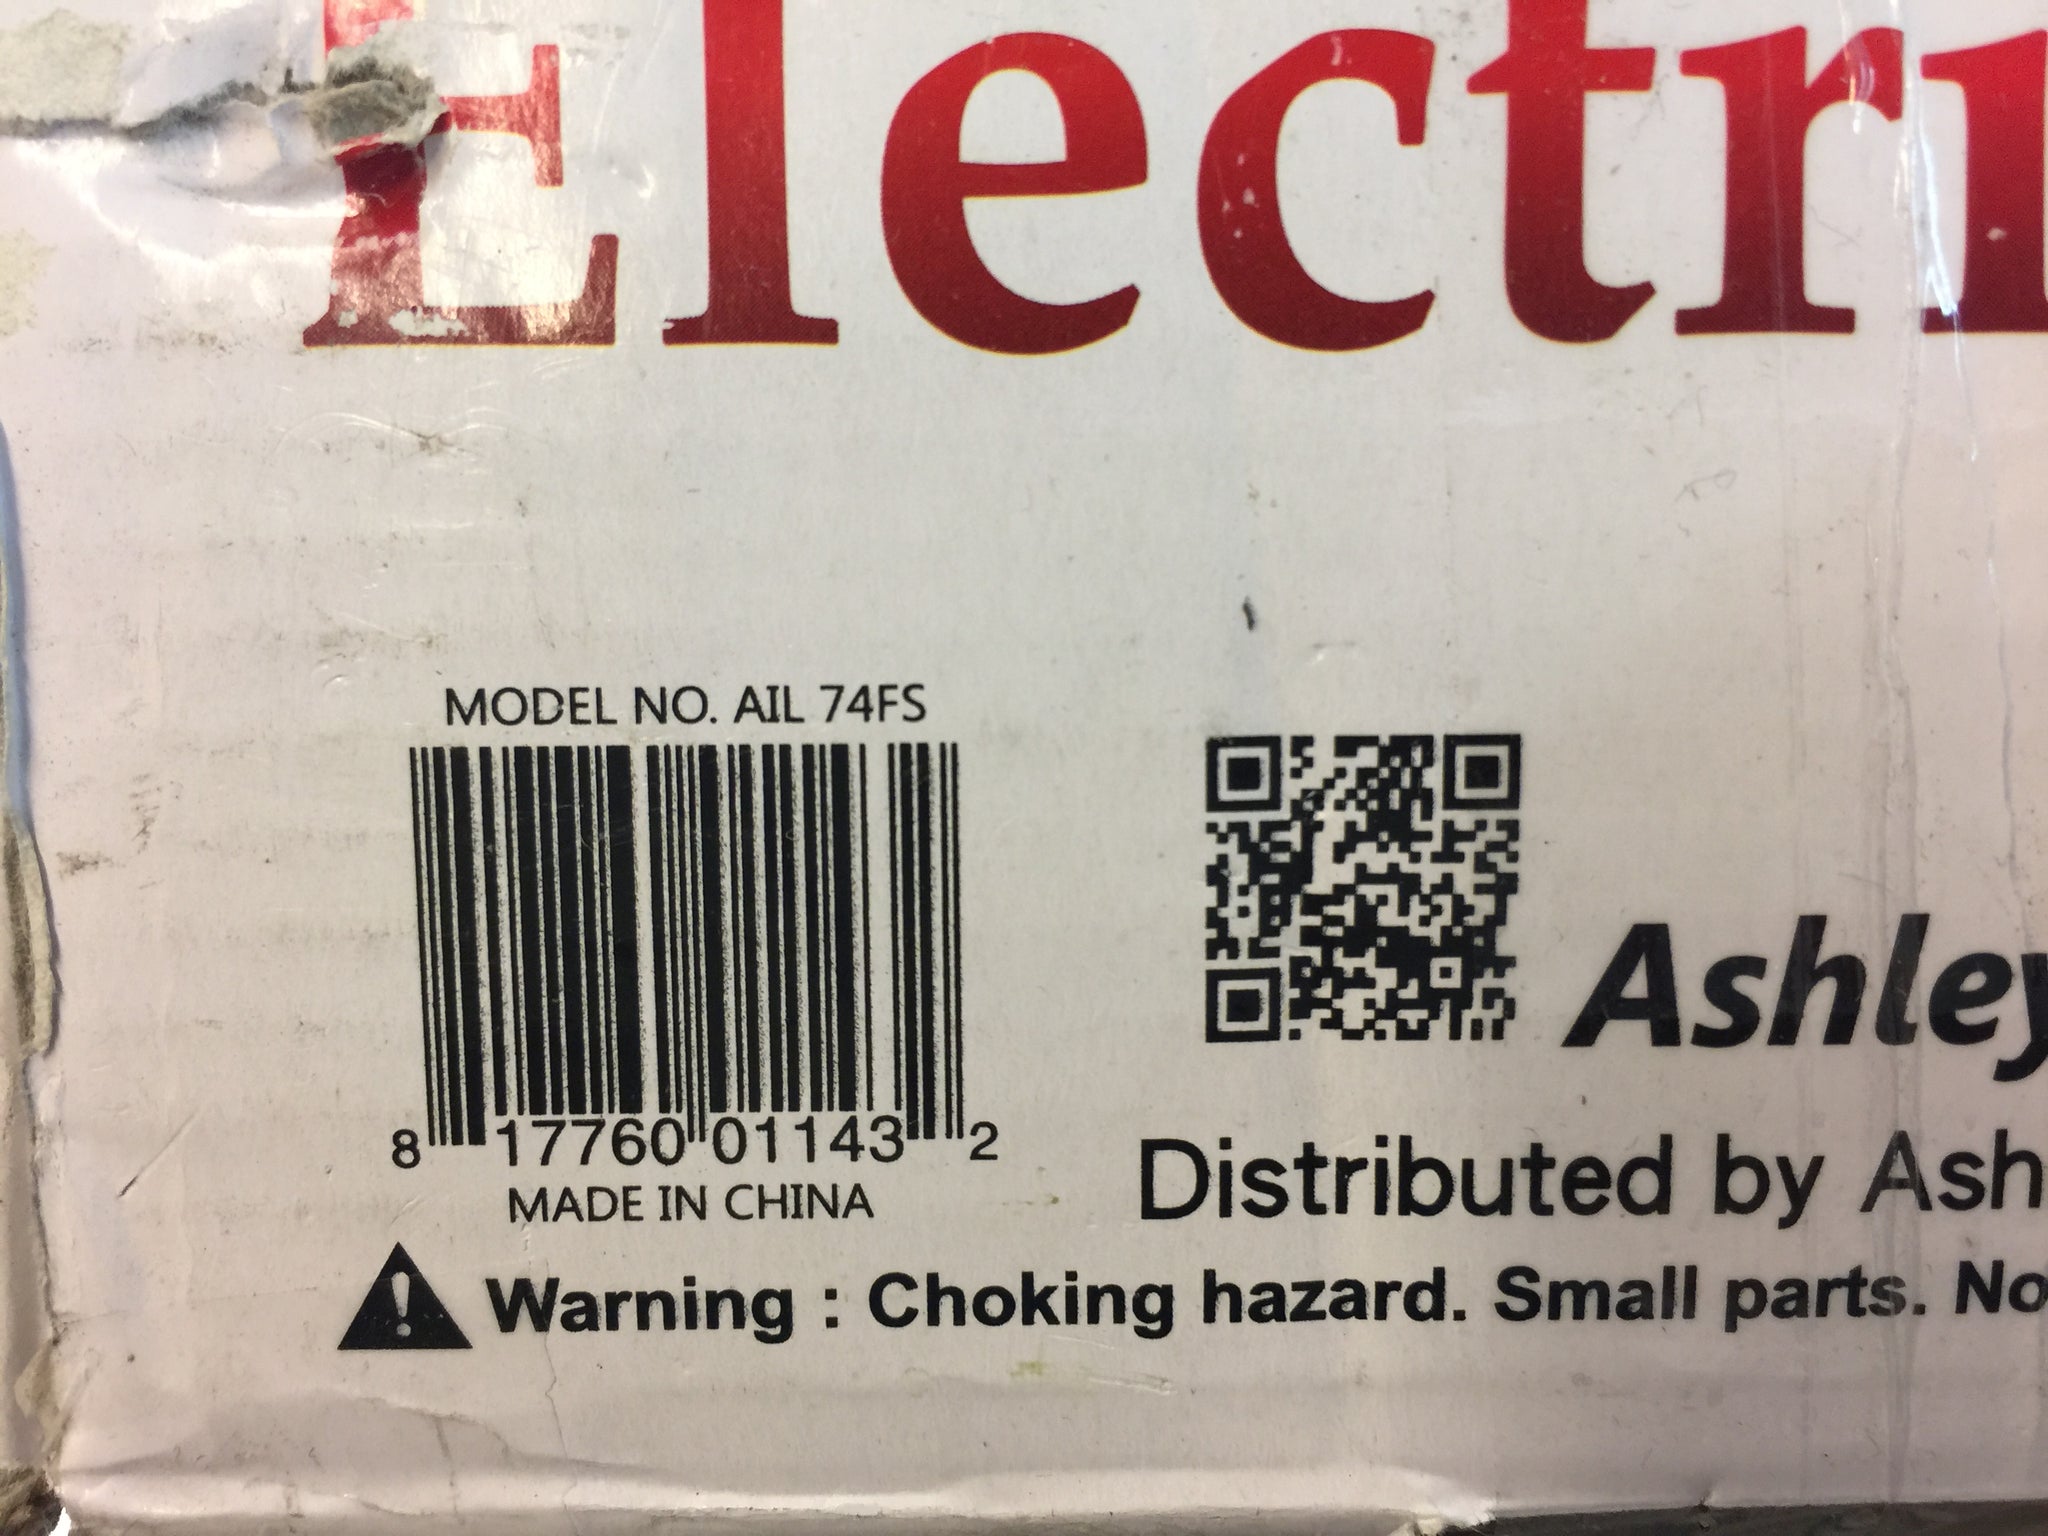 Electri
MODEL NO. AIL 74FS
8 17760 01143 2
MADE IN CHINA
Ashley
Distributed by Ash
Warning : Choking hazard. Small parts. No